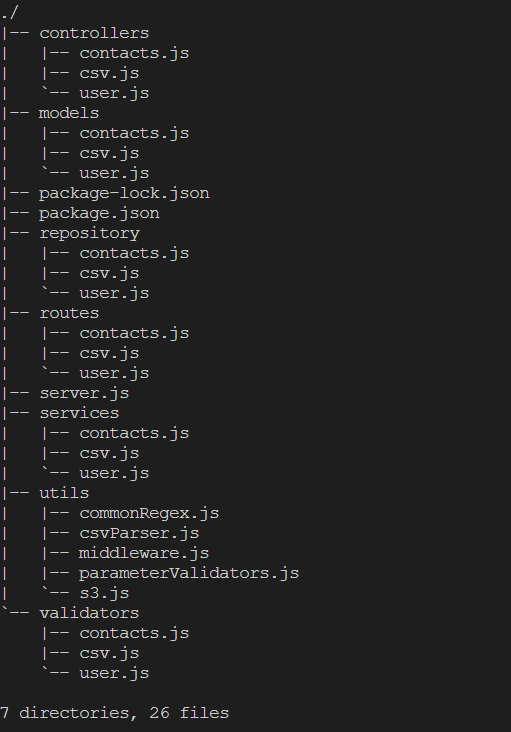 ./
|-- controllers
|   |-- contacts.js
|   |-- csv.js
|   `-- user.js
|-- models
|   |-- contacts.js
|   |-- csv.js
|   `-- user.js
|-- package-lock.json
|-- package.json
|-- repository
|   |-- contacts.js
|   |-- csv.js
|   `-- user.js
|-- routes
|   |-- contacts.js
|   |-- csv.js
|   `-- user.js
|-- server.js
|-- services
|   |-- contacts.js
|   |-- csv.js
|   `-- user.js
|-- utils
|   |-- commonRegex.js
|   |-- csvParser.js
|   |-- middleware.js
|   |-- parameterValidators.js
|   `-- s3.js
`-- validators
    |-- contacts.js
    |-- csv.js
    `-- user.js

7 directories, 26 files